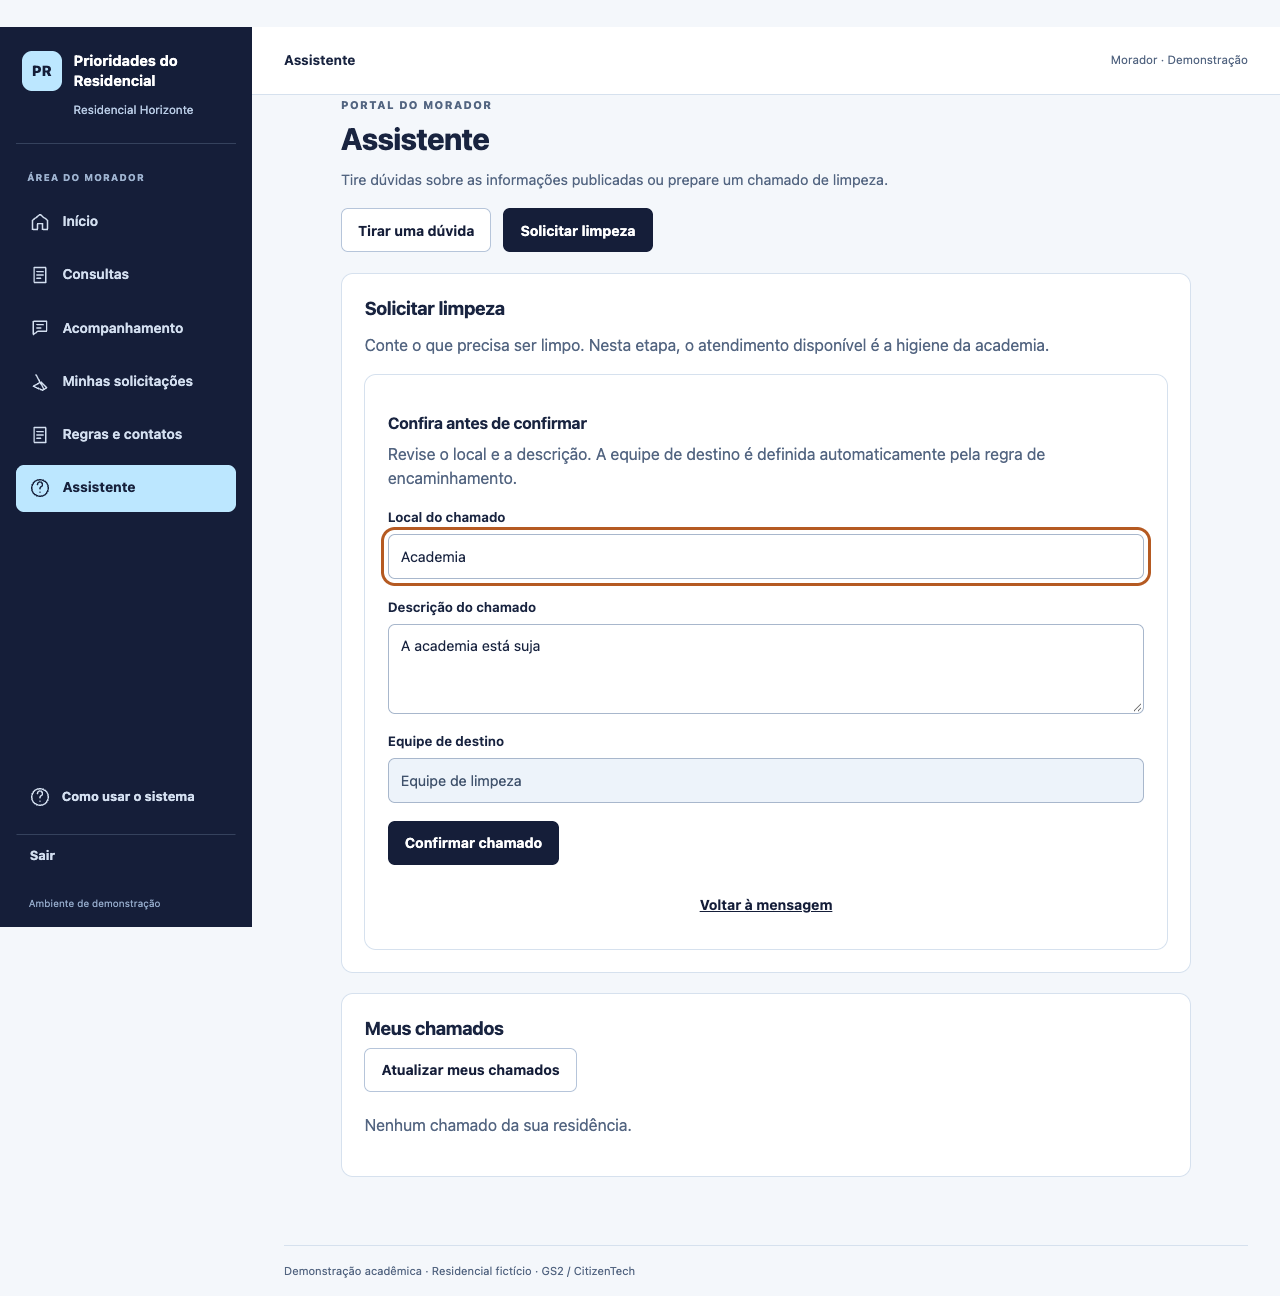 PR
Prioridades do
Residencial
Residencial Horizonte
ÁREA DO MORADOR
Início
Consultas
Acompanhamento
Minhas solicitações
Regras e contatos
Assistente
Como usar o sistema
Sair
Ambiente de demonstração
Assistente
Morador · Demonstração
PORTAL DO MORADOR
Assistente
Tire dúvidas sobre as informações publicadas ou prepare um chamado de limpeza.
Tirar uma dúvida
Solicitar limpeza
Solicitar limpeza
Conte o que precisa ser limpo. Nesta etapa, o atendimento disponível é a higiene da academia.
Confira antes de confirmar
Revise o local e a descrição. A equipe de destino é definida automaticamente pela regra de
encaminhamento.
Local do chamado
Academia
Descrição do chamado
A academia está suja
Equipe de destino
Equipe de limpeza
Confirmar chamado
Voltar à mensagem
Meus chamados
Atualizar meus chamados
Nenhum chamado da sua residência.
Demonstração acadêmica · Residencial fictício · GS2 / CitizenTech